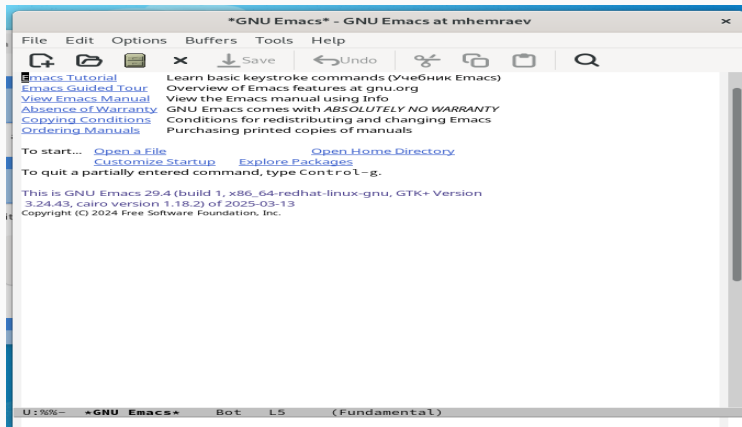 *GNU Emacs* - GNU Emacs at mhemraev
File Edit Options Buffers Tools Help
Save Undo
Emacs Tutorial Learn basic keystroke commands (Учебник Emacs)
Emacs Guided Tour Overview of Emacs features at gnu.org
View Emacs Manual View the Emacs manual using Info
Absence of Warranty GNU Emacs comes with ABSOLUTELY NO WARRANTY
Copying Conditions Conditions for redistributing and changing Emacs
Ordering Manuals Purchasing printed copies of manuals
To start... Open a File Open Home Directory
Customize Startup Explore Packages
To quit a partially entered command, type Control-g.
This is GNU Emacs 29.4 (build 1, x86_64-redhat-linux-gnu, GTK+ Version
3.24.43, cairo version 1.18.2) of 2025-03-13
Copyright (C) 2024 Free Software Foundation, Inc.
U:%%- *GNU Emacs* Bot L5 (Fundamental)